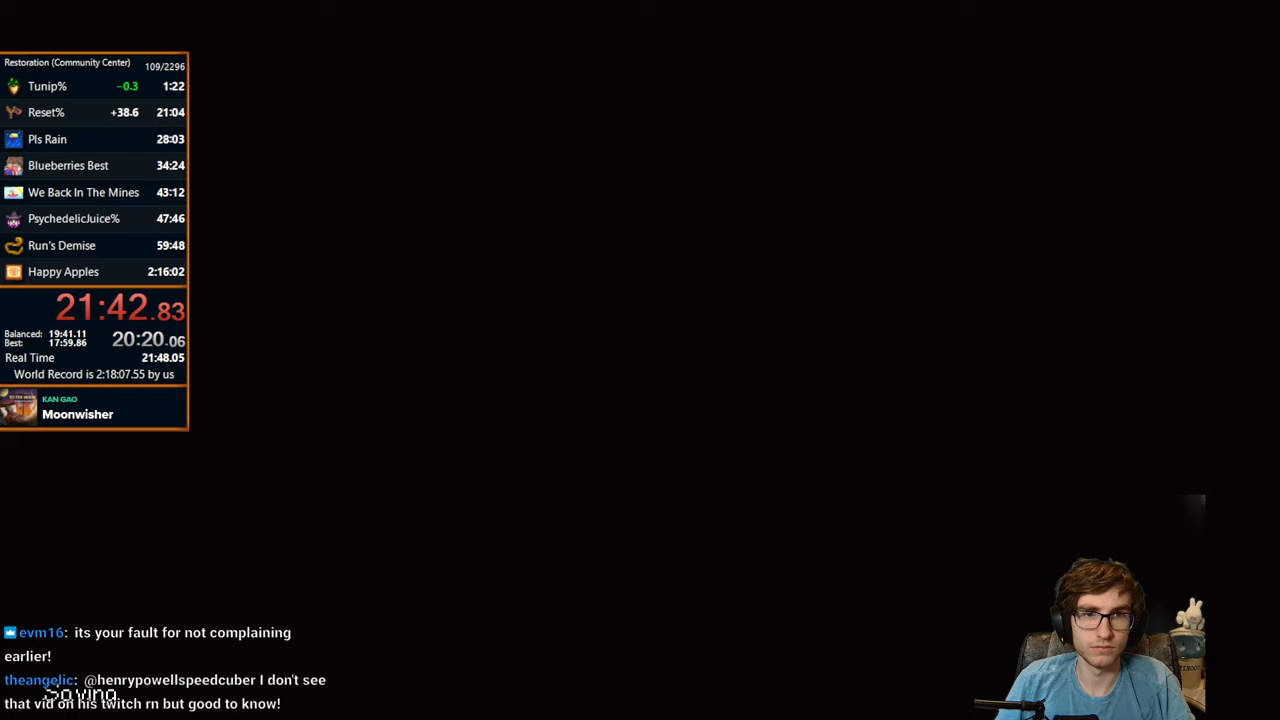 Restoration (Community Center) 109/2296
Tunip% −0.3 1:22
Reset% +38.6 21:04
Pls Rain 28:03
Blueberries Best 34:24
We Back In The Mines 43:12
PsychedelicJuice% 47:46
Run's Demise 59:48
Happy Apples 2:16:02
21:42.83
Balanced: 19:41.11
Best: 17:59.86
20:20.06
Real Time 21:48.05
World Record is 2:18:07.55 by us
KAN GAO
Moonwisher
evm16: its your fault for not complaining
earlier!
theangelic: @henrypowellspeedcuber I don't see
Saving
that vid on his twitch rn but good to know!